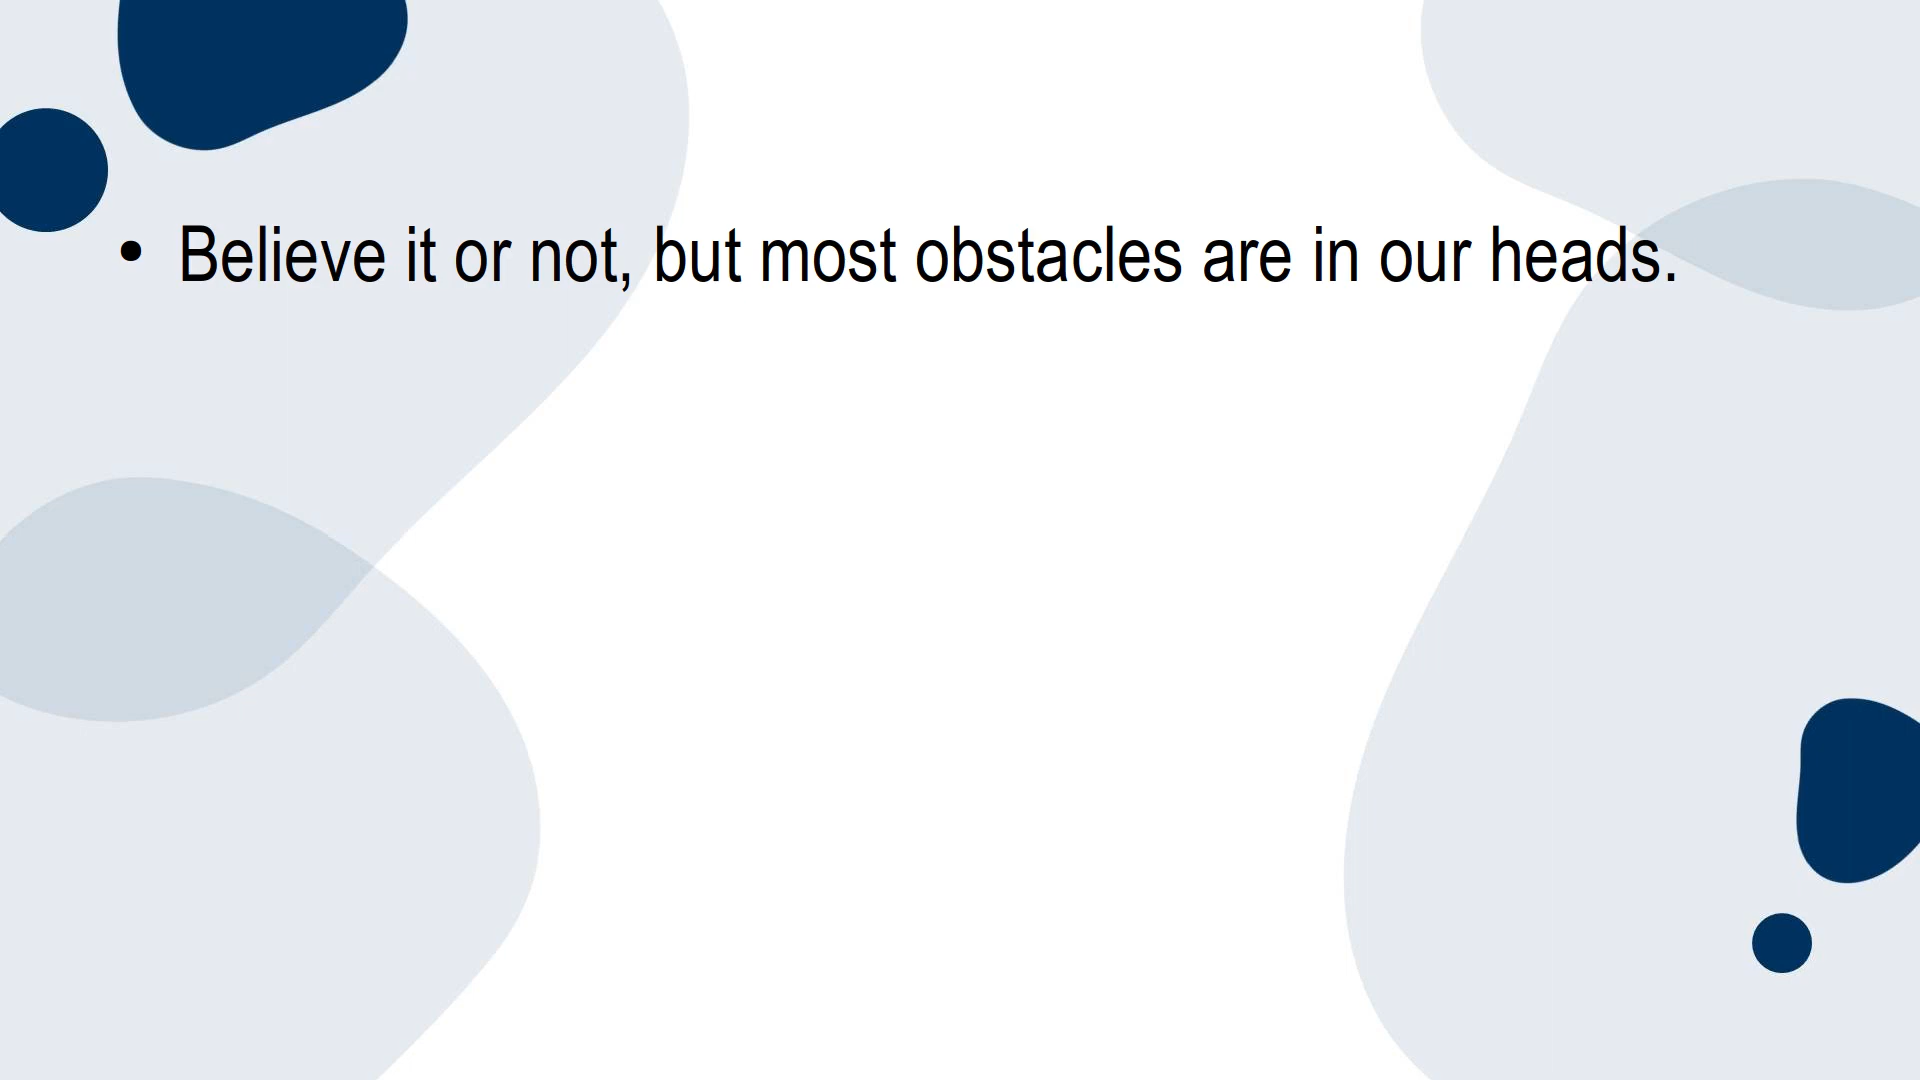 • Believe it or not, but most obstacles are in our heads.